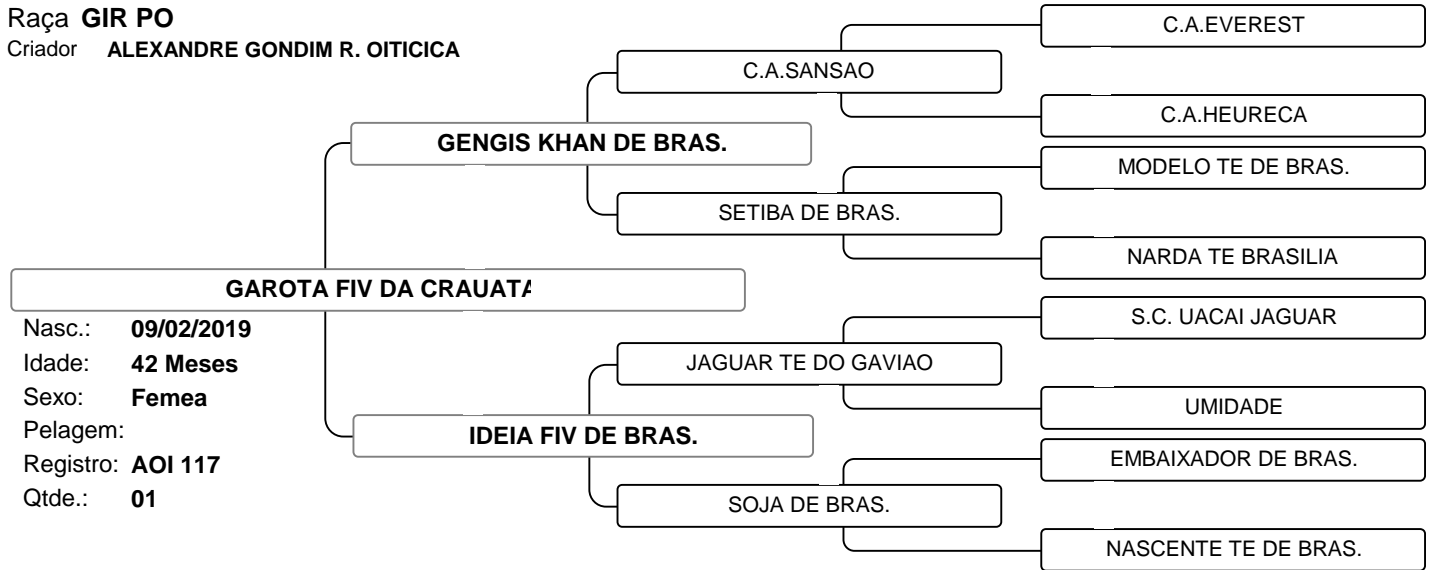 Raça GIR PO
Criador ALEXANDRE GONDIM R. OITICICA
C.A.EVEREST
C.A.SANSAO
C.A.HEURECA
GENGIS KHAN DE BRAS.
MODELO TE DE BRAS.
SETIBA DE BRAS.
NARDA TE BRASILIA
GAROTA FIV DA CRAUATA
S.C. UACAI JAGUAR
Nasc.: 09/02/2019
JAGUAR TE DO GAVIAO
Idade: 42 Meses
Sexo: Femea
UMIDADE
Pelagem:
IDEIA FIV DE BRAS.
Registro: AOI 117
EMBAIXADOR DE BRAS.
Qtde.: 01
SOJA DE BRAS.
NASCENTE TE DE BRAS.